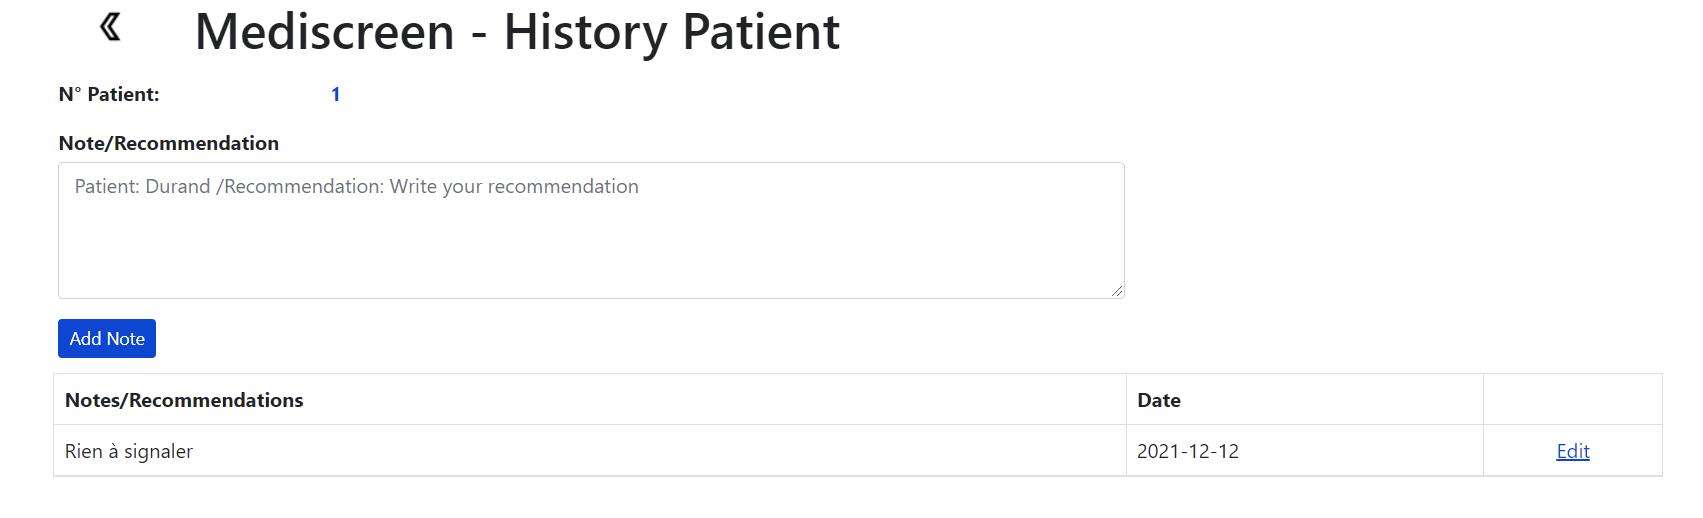 Mediscreen - History Patient
N° Patient: 1
Note/Recommendation
Patient: Durand /Recommendation: Write your recommendation
Add Note
Notes/Recommendations Date
Rien à signaler 2021-12-12 Edit